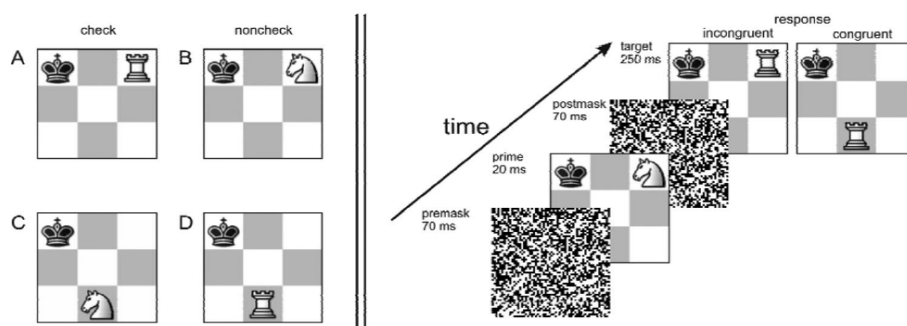 check
noncheck
A
B
C
D
time
response
incongruent
congruent
target
250 ms
postmask
70 ms
prime
20 ms
premask
70 ms